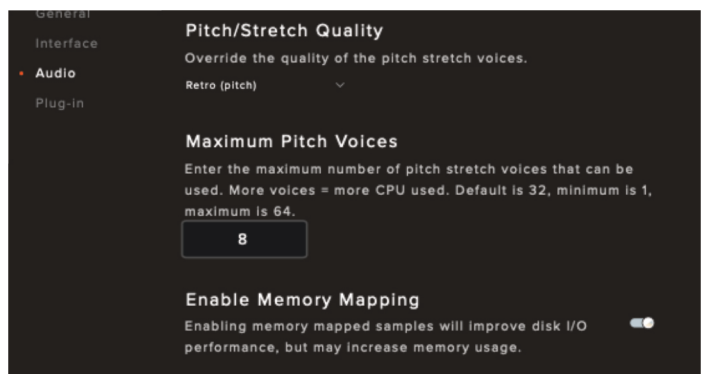 General
Interface
Audio
Plug-in
Pitch/Stretch Quality
Override the quality of the pitch stretch voices.
Retro (pitch)
Maximum Pitch Voices
Enter the maximum number of pitch stretch voices that can be
used. More voices = more CPU used. Default is 32, minimum is 1,
maximum is 64.
8
Enable Memory Mapping
Enabling memory mapped samples will improve disk I/O
performance, but may increase memory usage.